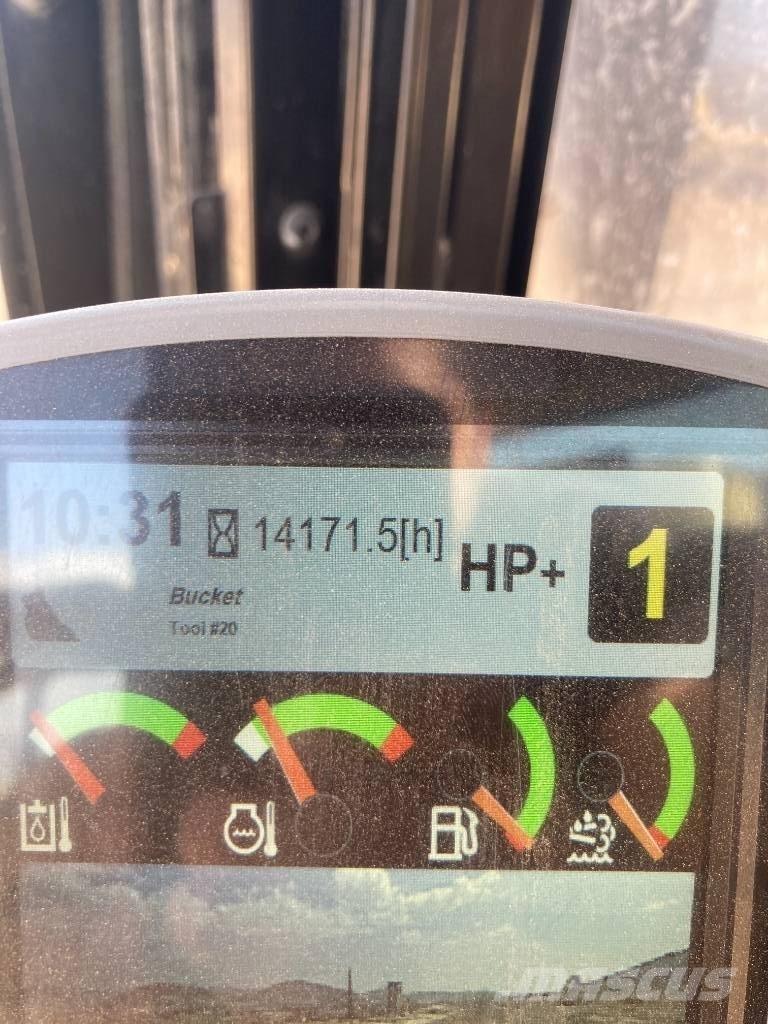 10:31
14171.5[h]
HP+
1
Bucket
Tool #20
MASCUS